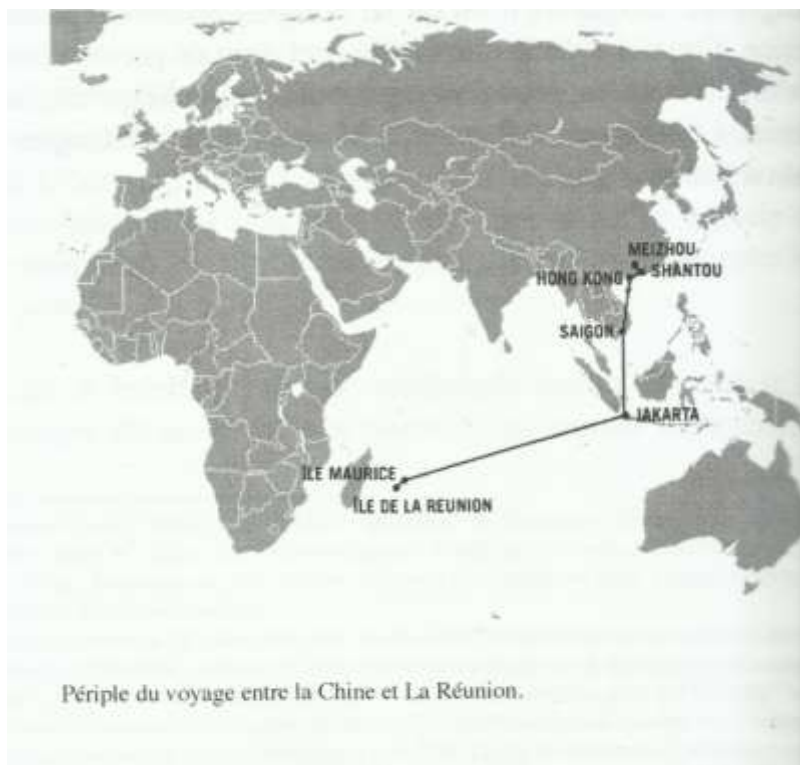 MEIZHOU
SHANTOU
HONG KONG
SAIGON
JAKARTA
ÎLE MAURICE
ÎLE DE LA REUNION
Périple du voyage entre la Chine et La Réunion.